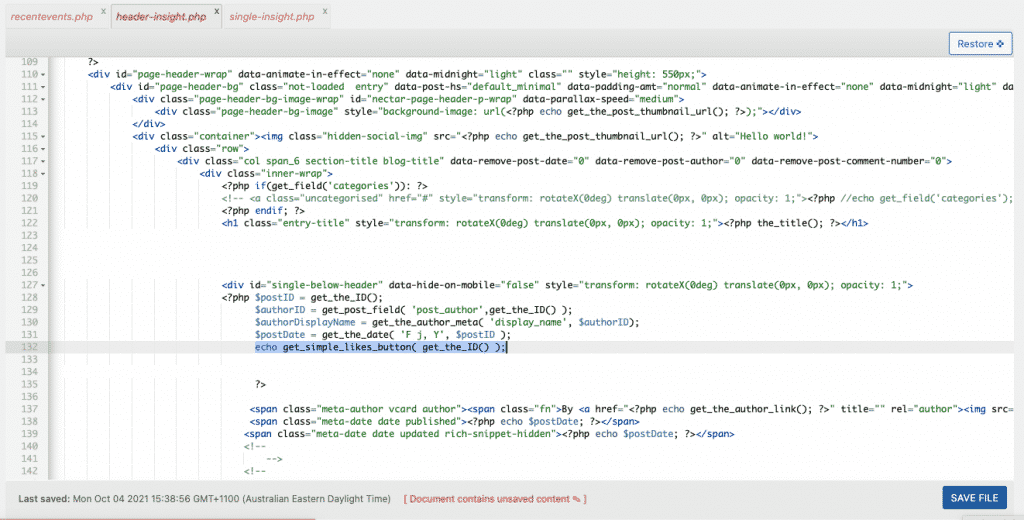 recentevents.php x header-insight.php x single-insight.php x
Restore ❖
109 ?>
110 <div id="page-header-wrap" data-animate-in-effect="none" data-midnight="light" class="" style="height: 550px;">
111 <div id="page-header-bg" class="not-loaded  entry" data-post-hs="default_minimal" data-padding-amt="normal" data-animate-in-effect="none" data-midnight="light" da
112 <div class="page-header-bg-image-wrap" id="nectar-page-header-p-wrap" data-parallax-speed="medium">
113 <div class="page-header-bg-image" style="background-image: url(<?php echo get_the_post_thumbnail_url(); ?>);"></div>
114 </div>
115 <div class="container"><img class="hidden-social-img" src="<?php echo get_the_post_thumbnail_url(); ?>" alt="Hello world!">
116 <div class="row">
117 <div class="col span_6 section-title blog-title" data-remove-post-date="0" data-remove-post-author="0" data-remove-post-comment-number="0">
118 <div class="inner-wrap">
119 <?php if(get_field('categories')): ?>
120 <!-- <a class="uncategorised" href="#" style="transform: rotateX(0deg) translate(0px, 0px); opacity: 1;"><?php //echo get_field('categories');
121 <?php endif; ?>
122 <h1 class="entry-title" style="transform: rotateX(0deg) translate(0px, 0px); opacity: 1;"><?php the_title(); ?></h1>
123
124
125
126
127 <div id="single-below-header" data-hide-on-mobile="false" style="transform: rotateX(0deg) translate(0px, 0px); opacity: 1;">
128 <?php $postID = get_the_ID();
129 $authorID = get_post_field( 'post_author',get_the_ID() );
130 $authorDisplayName = get_the_author_meta( 'display_name', $authorID);
131 $postDate = get_the_date( 'F j, Y', $postID );
132 echo get_simple_likes_button( get_the_ID() );
133
134
135 ?>
136
137 <span class="meta-author vcard author"><span class="fn">By <a href="<?php echo get_the_author_link(); ?>" title="" rel="author"><img src=
138 <span class="meta-date date published"><?php echo $postDate; ?></span>
139 <span class="meta-date date updated rich-snippet-hidden"><?php echo $postDate; ?></span>
140 <!--
141 -->
142 <!--
Last saved: Mon Oct 04 2021 15:38:56 GMT+1100 (Australian Eastern Daylight Time) [ Document contains unsaved content ✎ ]
SAVE FILE